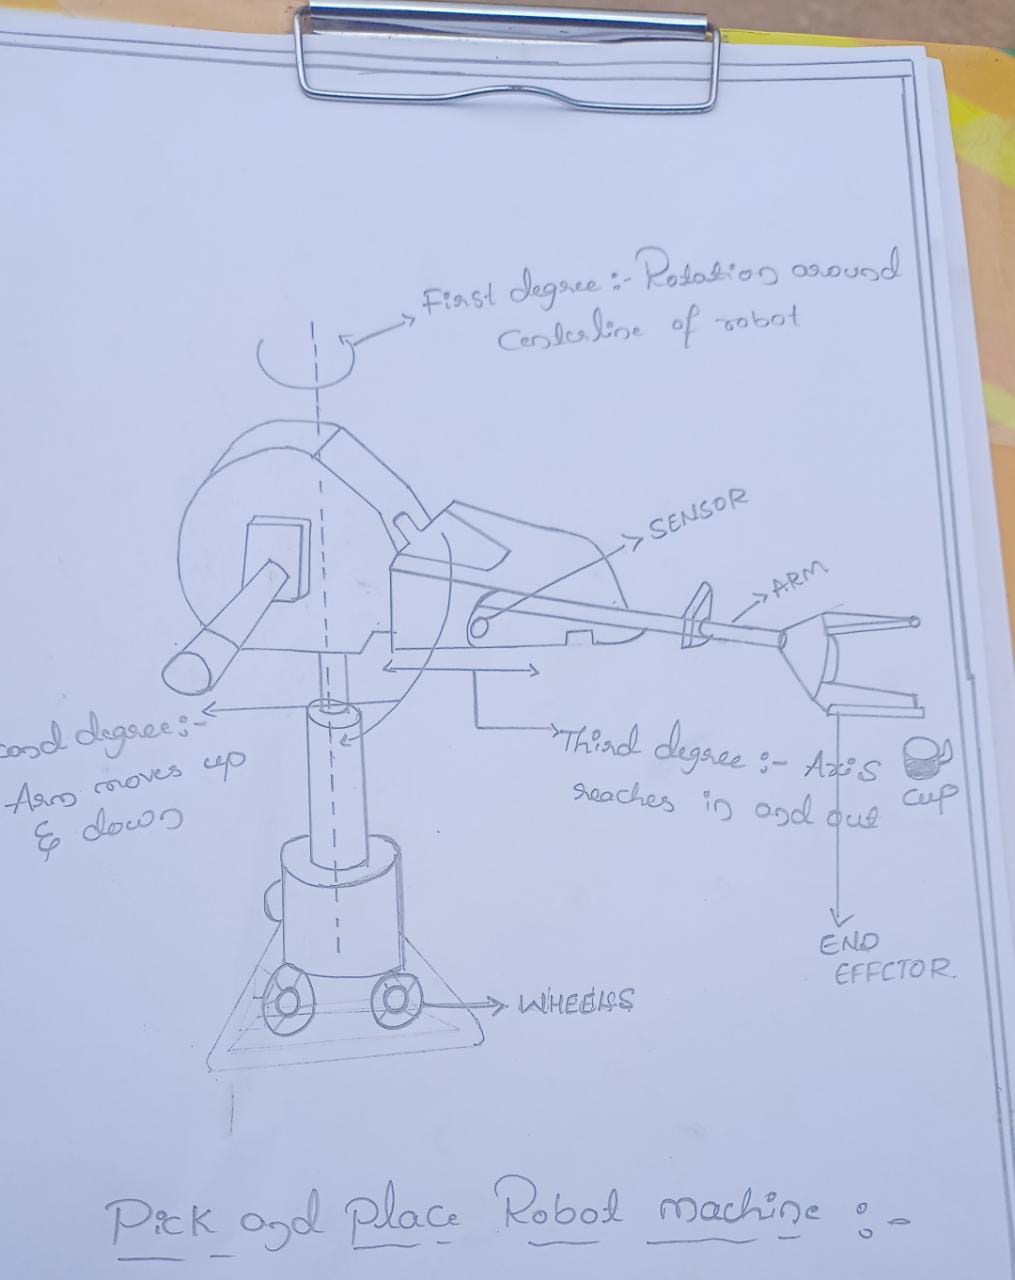 First degree :- Rotation around
Centerline of robot
SENSOR
ARM
cond degree :-
Arm moves up
& down
Third degree :- Axis
reaches in and out
cup
END
EFFCTOR.
WHEELS
Pick and Place Robot machine :-